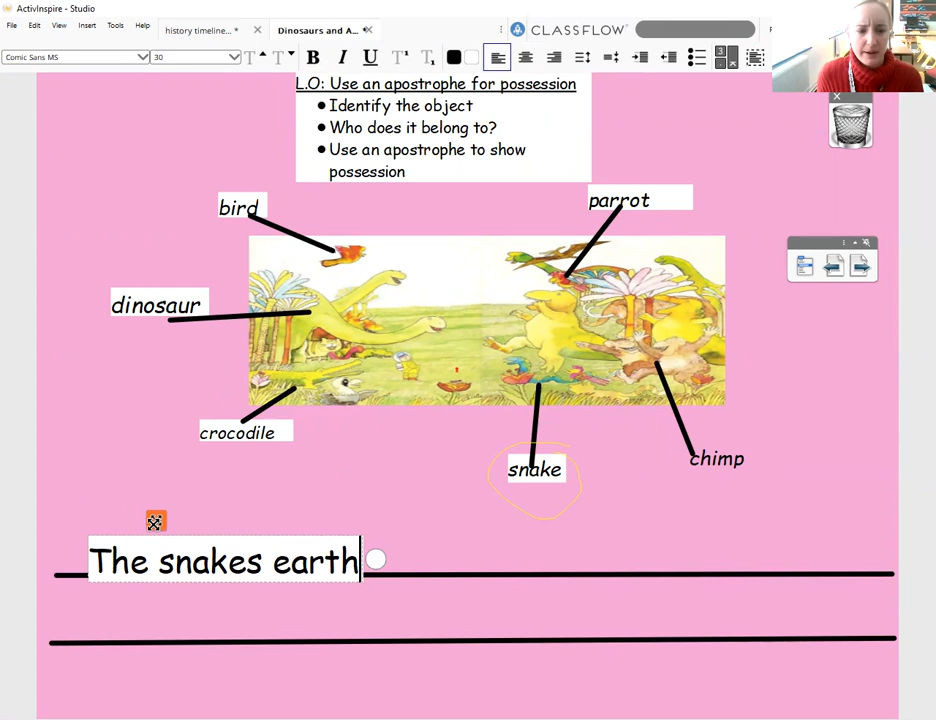 ActivInspire - Studio
File Edit View Insert Tools Help
history timeline... *
Dinosaurs and A...
CLASSFLOW
Comic Sans MS
30
B I U
L.O: Use an apostrophe for possession
● Identify the object
● Who does it belong to?
● Use an apostrophe to show
possession
bird
parrot
dinosaur
crocodile
snake
chimp
The snakes earth